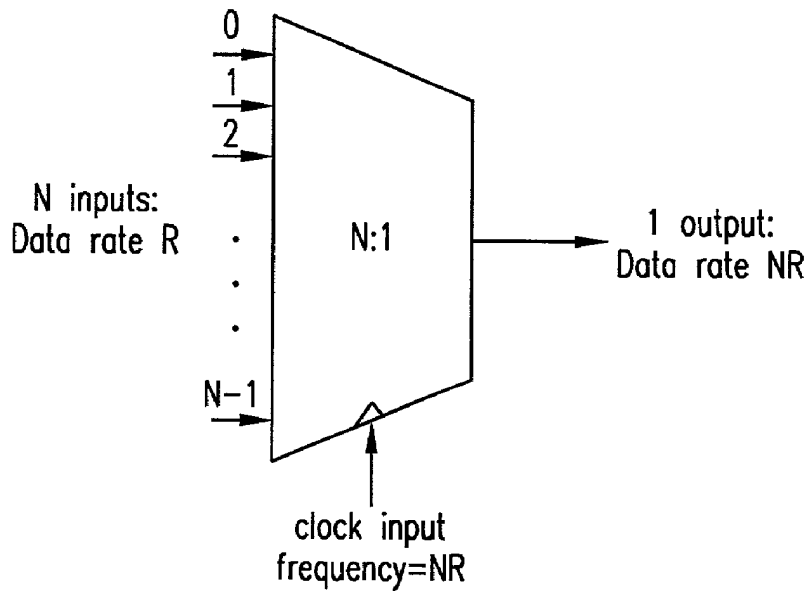 0
1
2
N inputs:
Data rate R
N:1
1 output:
Data rate NR
N-1
clock input
frequency=NR